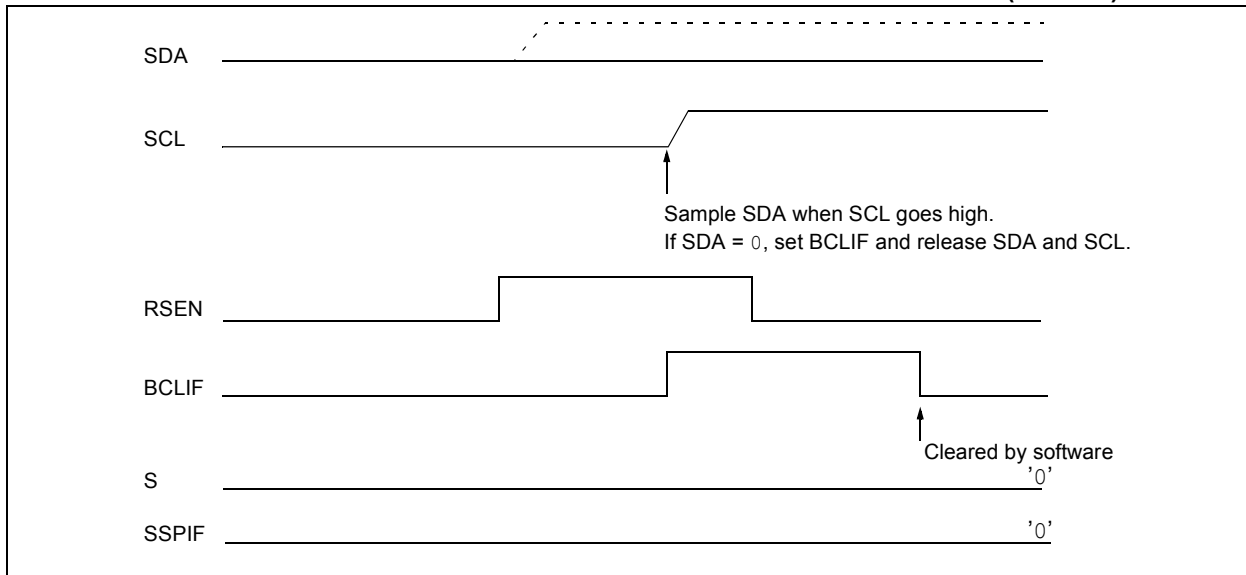 SDA
SCL
Sample SDA when SCL goes high.
If SDA = 0, set BCLIF and release SDA and SCL.
RSEN
BCLIF
Cleared by software
S
'0'
SSPIF
'0'